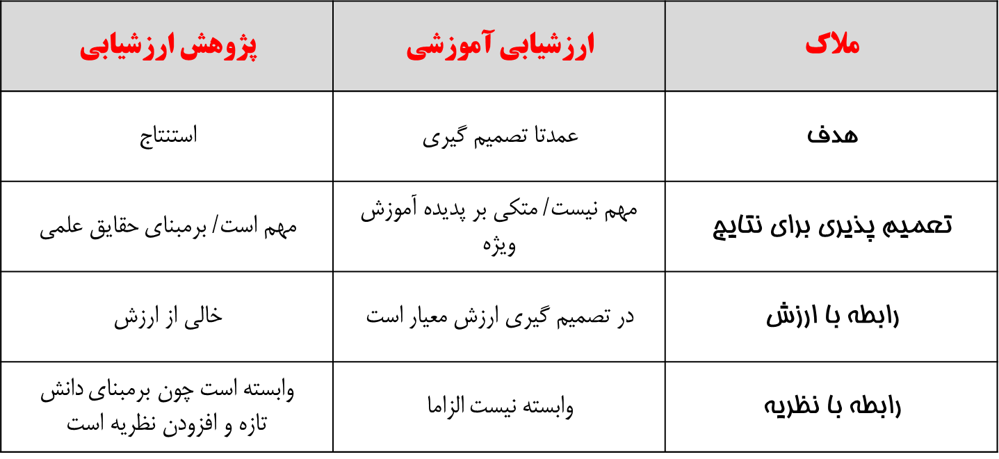 ملاک
ارزشیابی آموزشی
پژوهش ارزشیابی
هدف
عمدتا تصمیم گیری
استنتاج
تعمیم پذیری برای نتایج
مهم نیست/ متکی بر پدیده آموزش
ویژه
مهم است/ برمبنای حقایق علمی
رابطه با ارزش
در تصمیم گیری ارزش معیار است
خالی از ارزش
رابطه با نظریه
وابسته نیست الزاما
وابسته است چون برمبنای دانش
تازه و افزودن نظریه است